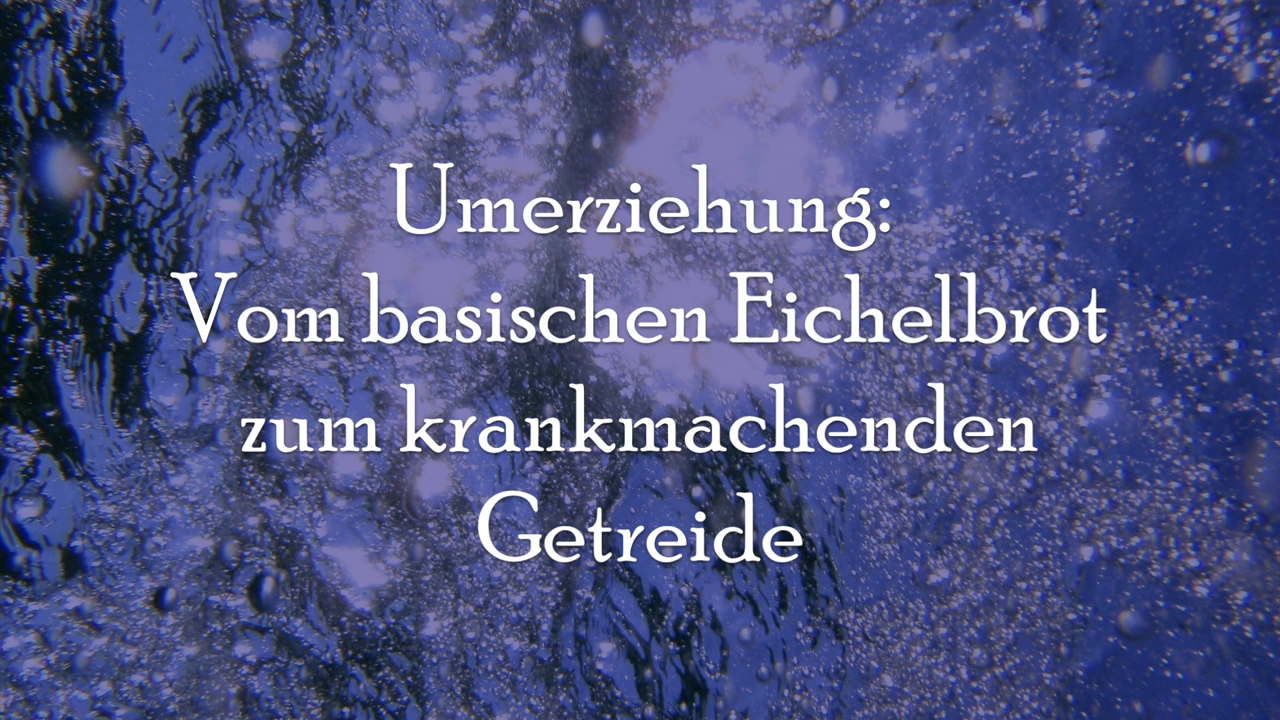 Umerziehung:
Vom basischen Eichelbrot
zum krankmachenden
Getreide